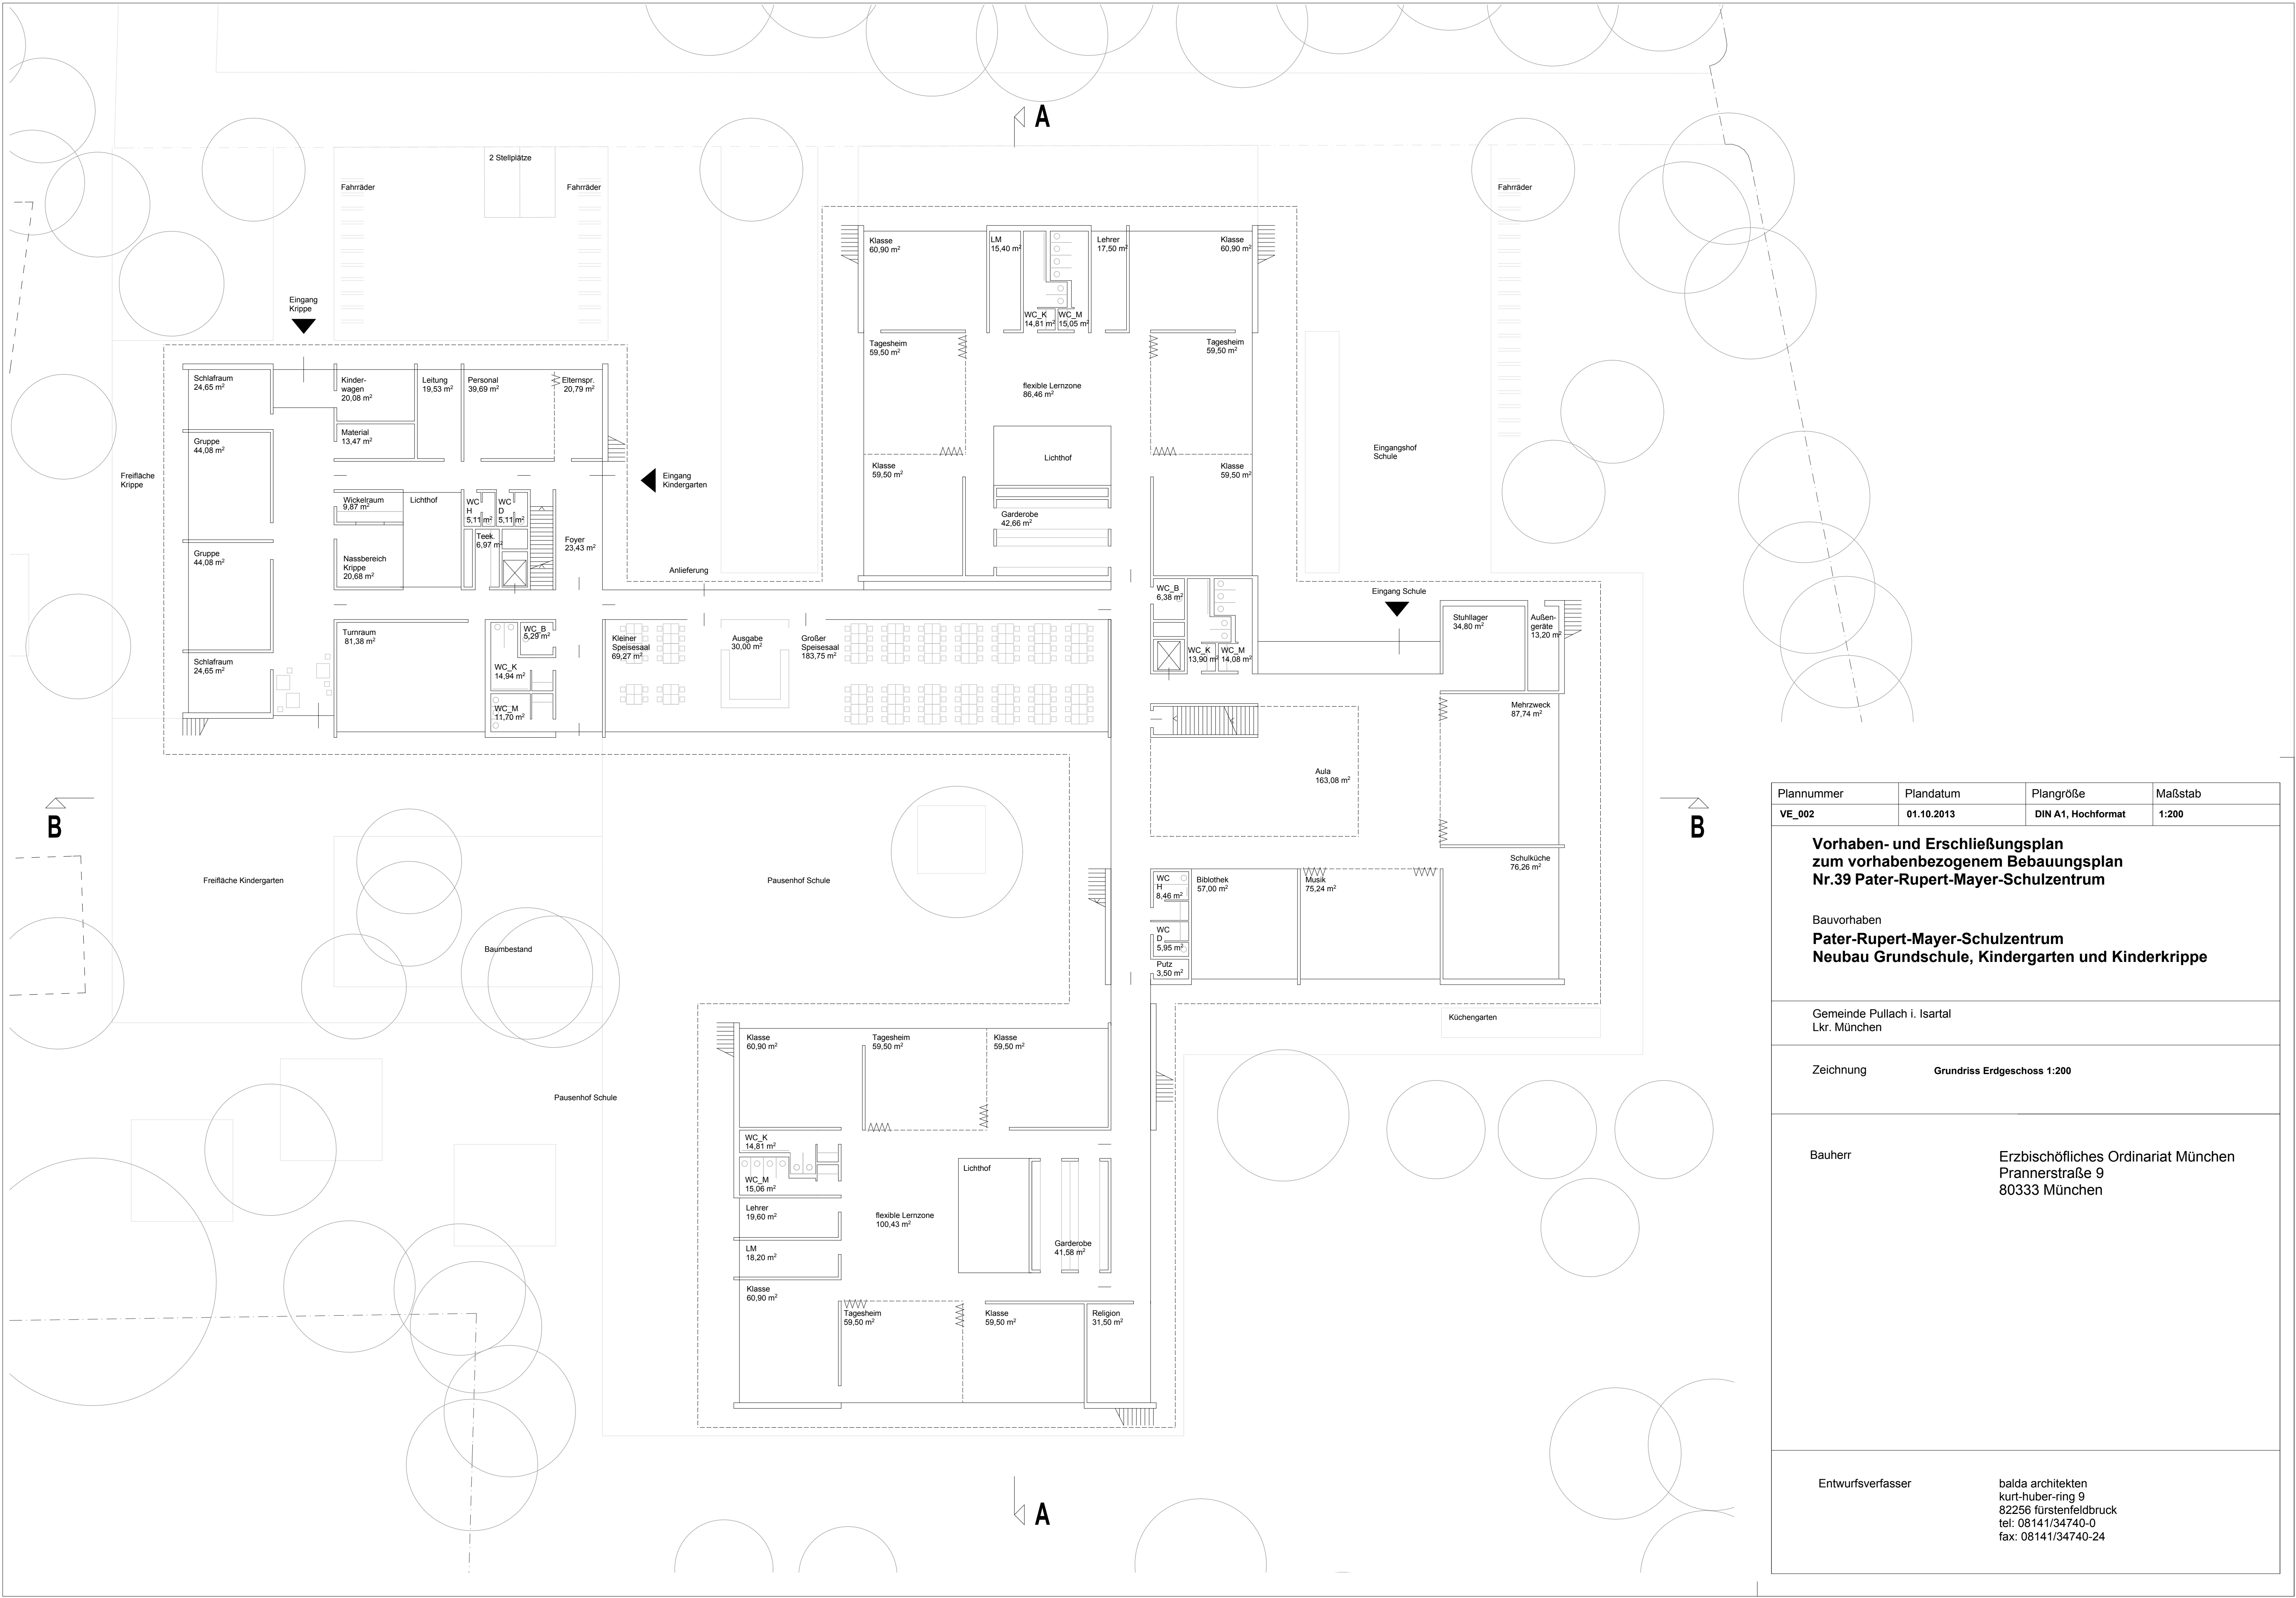 A
2 Stellplätze
Fahrräder
Fahrräder
Fahrräder
Eingang
Krippe
Klasse
60,90 m²
LM
15,40 m²
Lehrer
17,50 m²
Klasse
60,90 m²
WC_K
14,81 m²
WC_M
15,05 m²
Tagesheim
59,50 m²
Tagesheim
59,50 m²
flexible Lernzone
86,46 m²
Lichthof
Klasse
59,50 m²
Klasse
59,50 m²
Garderobe
42,66 m²
Eingangshof
Schule
Schlafraum
24,65 m²
Kinder-
wagen
20,08 m²
Leitung
19,53 m²
Personal
39,69 m²
Elternspr.
20,79 m²
Material
13,47 m²
Gruppe
44,08 m²
Freifläche
Krippe
Eingang
Kindergarten
Wickelraum
9,87 m²
Lichthof
WC
H
5,11 m²
WC
D
5,11 m²
Teek.
6,97 m²
Foyer
23,43 m²
Gruppe
44,08 m²
Nassbereich
Krippe
20,68 m²
Anlieferung
WC_B
6,38 m²
Eingang Schule
Stuhllager
34,80 m²
Außen-
geräte
13,20 m²
Turnraum
81,38 m²
WC_B
5,29 m²
Kleiner
Speisesaal
69,27 m²
Ausgabe
30,00 m²
Großer
Speisesaal
183,75 m²
WC_K
13,90 m²
WC_M
14,08 m²
Schlafraum
24,65 m²
WC_K
14,94 m²
WC_M
11,70 m²
Mehrzweck
87,74 m²
Aula
163,08 m²
B
B
Schulküche
76,26 m²
Freifläche Kindergarten
Pausenhof Schule
WC
H
8,46 m²
Biblothek
57,00 m²
Musik
75,24 m²
WC
D
5,95 m²
Putz
3,50 m²
Baumbestand
Küchengarten
Klasse
60,90 m²
Tagesheim
59,50 m²
Klasse
59,50 m²
Pausenhof Schule
WC_K
14,81 m²
WC_M
15,06 m²
Lichthof
Lehrer
19,60 m²
flexible Lernzone
100,43 m²
LM
18,20 m²
Garderobe
41,58 m²
Klasse
60,90 m²
Tagesheim
59,50 m²
Klasse
59,50 m²
Religion
31,50 m²
A
Plannummer Plandatum Plangröße Maßstab
VE_002 01.10.2013 DIN A1, Hochformat 1:200
Vorhaben- und Erschließungsplan
zum vorhabenbezogenem Bebauungsplan
Nr.39 Pater-Rupert-Mayer-Schulzentrum
Bauvorhaben
Pater-Rupert-Mayer-Schulzentrum
Neubau Grundschule, Kindergarten und Kinderkrippe
Gemeinde Pullach i. Isartal
Lkr. München
Zeichnung Grundriss Erdgeschoss 1:200
Bauherr Erzbischöfliches Ordinariat München
Prannerstraße 9
80333 München
Entwurfsverfasser balda architekten
kurt-huber-ring 9
82256 fürstenfeldbruck
tel: 08141/34740-0
fax: 08141/34740-24